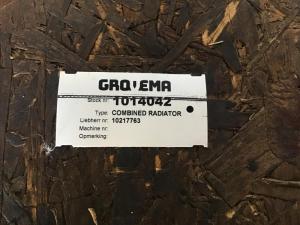 GROVEMA
Stock nr: 1014042
Type: COMBINED RADIATOR
Liebherr nr: 10217763
Machine nr:
Opmerking: